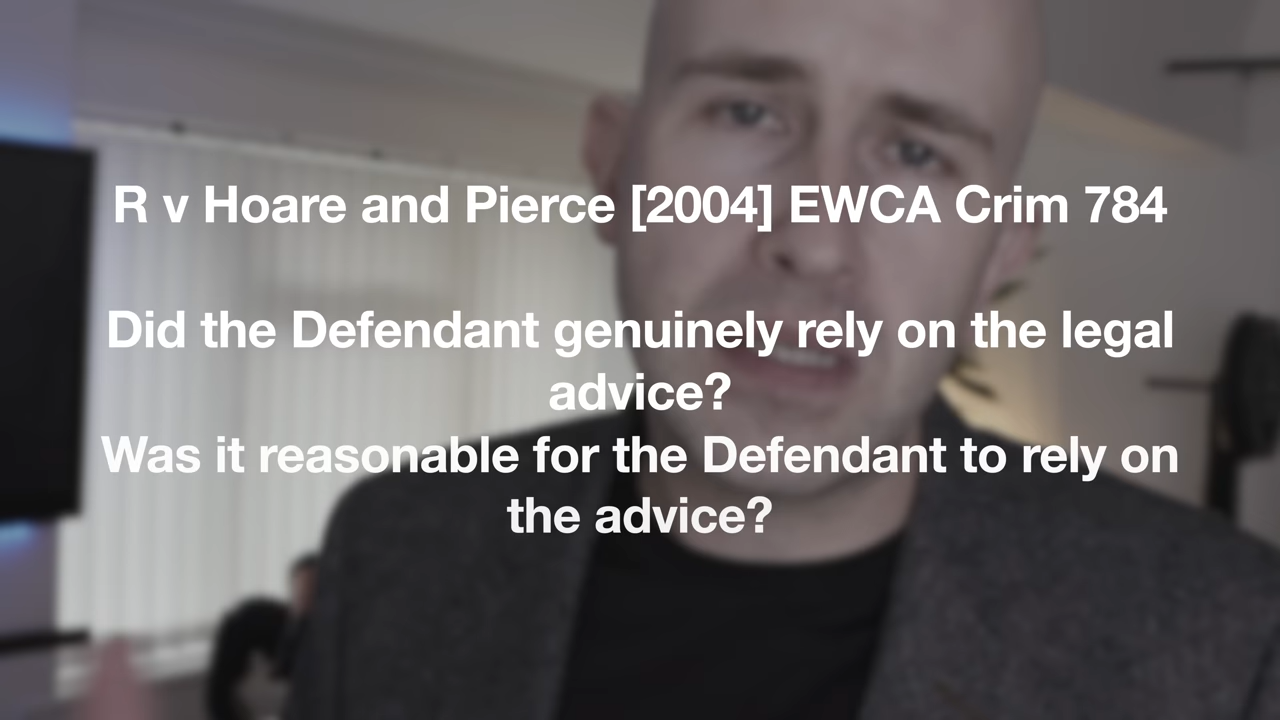 R v Hoare and Pierce [2004] EWCA Crim 784
Did the Defendant genuinely rely on the legal
advice?
Was it reasonable for the Defendant to rely on
the advice?